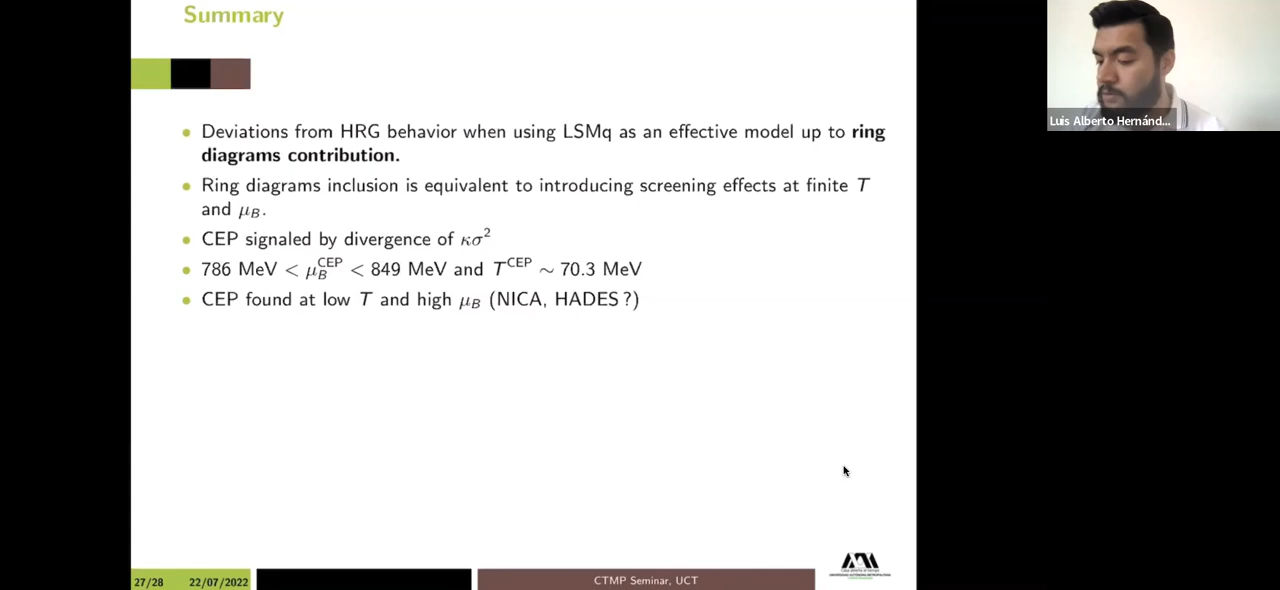 Summary
Luis Alberto Hernánd...
• Deviations from HRG behavior when using LSMq as an effective model up to ring
diagrams contribution.
• Ring diagrams inclusion is equivalent to introducing screening effects at finite T
and μ_B.
• CEP signaled by divergence of κσ²
• 786 MeV < μ_B^CEP < 849 MeV and T^CEP ∼ 70.3 MeV
• CEP found at low T and high μ_B (NICA, HADES ?)
27/28 22/07/2022 CTMP Seminar, UCT